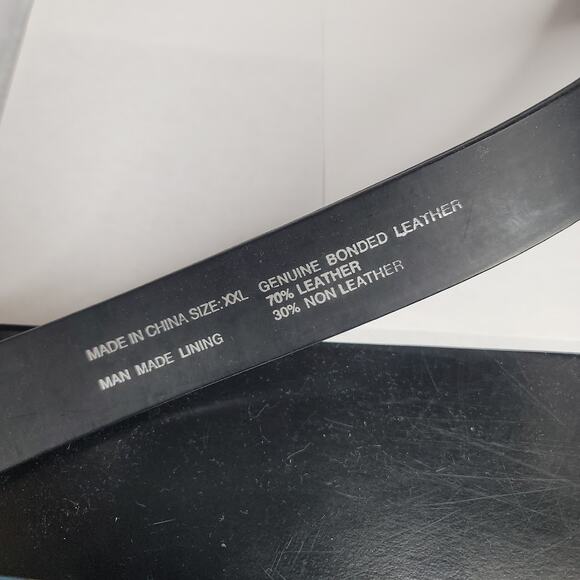 MADE IN CHINA SIZE: XXL
MAN MADE LINING
GENUINE BONDED LEATHER
70% LEATHER
30% NON LEATHER